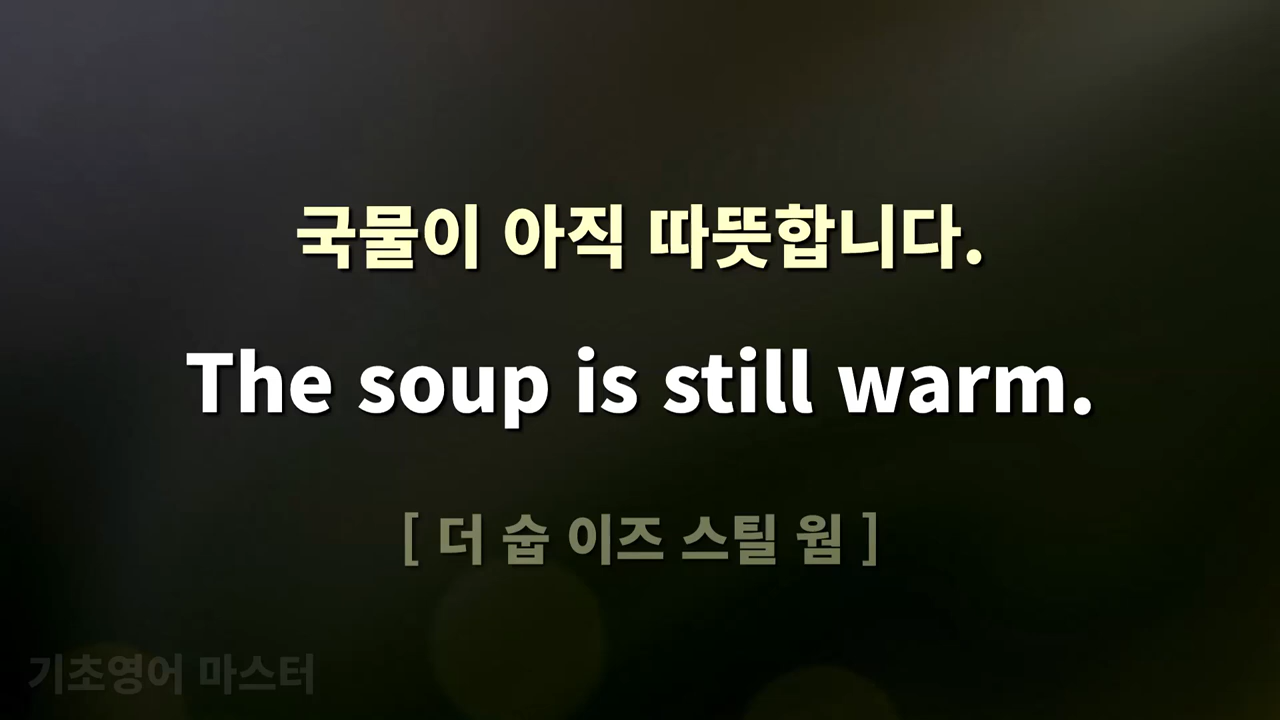 국물이 아직 따뜻합니다.
The soup is still warm.
[ 더 숩 이즈 스틸 웜 ]
기초영어 마스터